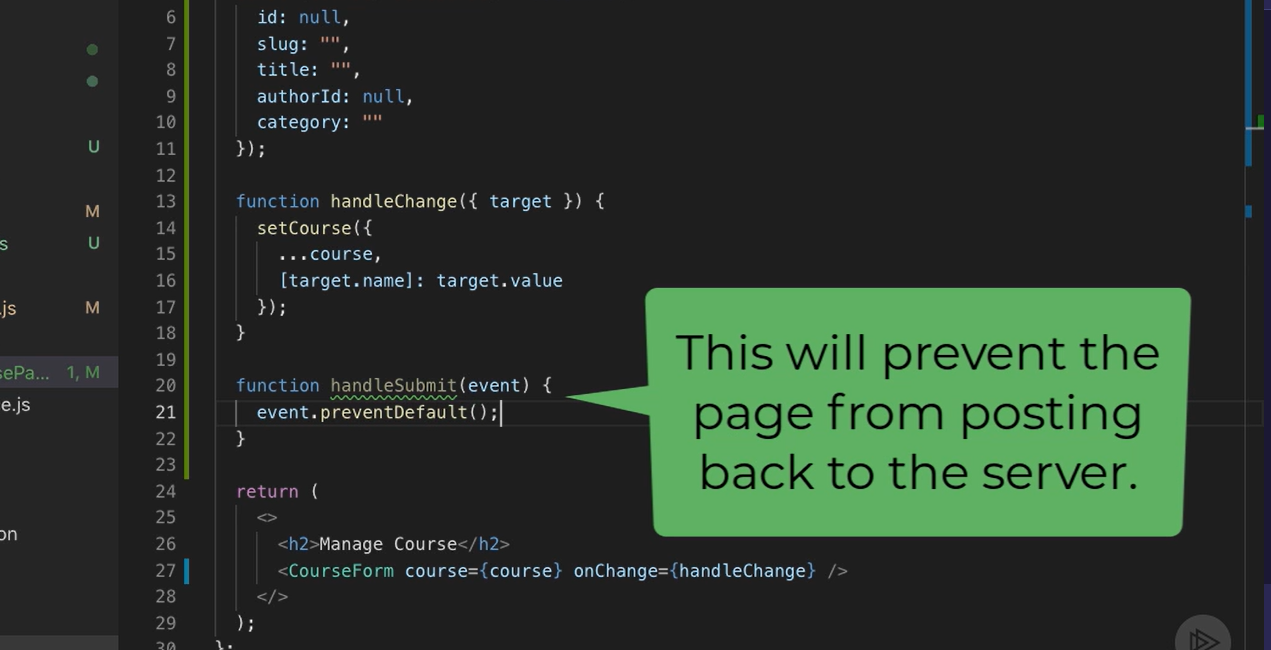 6 id: null,
7 slug: "",
8 title: "",
U 9 authorId: null,
10 category: ""
11 });
12
M 13 function handleChange({ target }) {
14 setCourse({
s U 15 ...course,
16 [target.name]: target.value
.js M 17 });
18 }
19
sePa... 1, M 20 function handleSubmit(event) {
e.js 21 event.preventDefault();
22 }
23
24 return (
25 <>
on 26 <h2>Manage Course</h2>
27 <CourseForm course={course} onChange={handleChange} />
28 </>
29 );
30 };
This will prevent the
page from posting
back to the server.